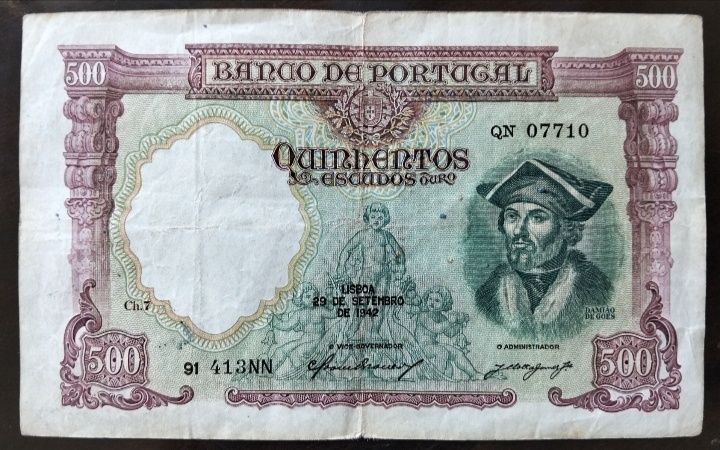 500 BANCO DE PORTUGAL 500
QN 07710
QUINHENTOS
ESCUDOS OURO
LISBOA
29 DE SETEMBRO
DE 1942
DAMIÃO
DE GOES
Ch.7
O VICE-GOVERNADOR O ADMINISTRADOR
91 413NN
500 500